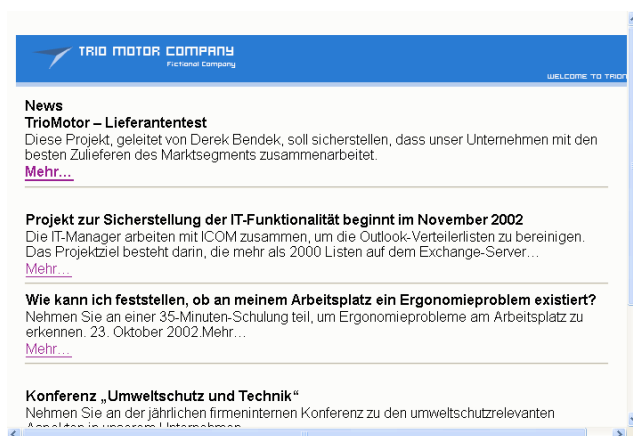 TRIO MOTOR COMPANY
Fictional Company
WELCOME TO TRION
News
TrioMotor – Lieferantentest
Diese Projekt, geleitet von Derek Bendek, soll sicherstellen, dass unser Unternehmen mit den
besten Zulieferen des Marktsegments zusammenarbeitet.
Mehr...
Projekt zur Sicherstellung der IT-Funktionalität beginnt im November 2002
Die IT-Manager arbeiten mit ICOM zusammen, um die Outlook-Verteilerlisten zu bereinigen.
Das Projektziel besteht darin, die mehr als 2000 Listen auf dem Exchange-Server...
Mehr...
Wie kann ich feststellen, ob an meinem Arbeitsplatz ein Ergonomieproblem existiert?
Nehmen Sie an einer 35-Minuten-Schulung teil, um Ergonomieprobleme am Arbeitsplatz zu
erkennen. 23. Oktober 2002.Mehr...
Mehr...
Konferenz „Umweltschutz und Technik“
Nehmen Sie an der jährlichen firmeninternen Konferenz zu den umweltschutzrelevanten
Aspekten in unserem Unternehmen